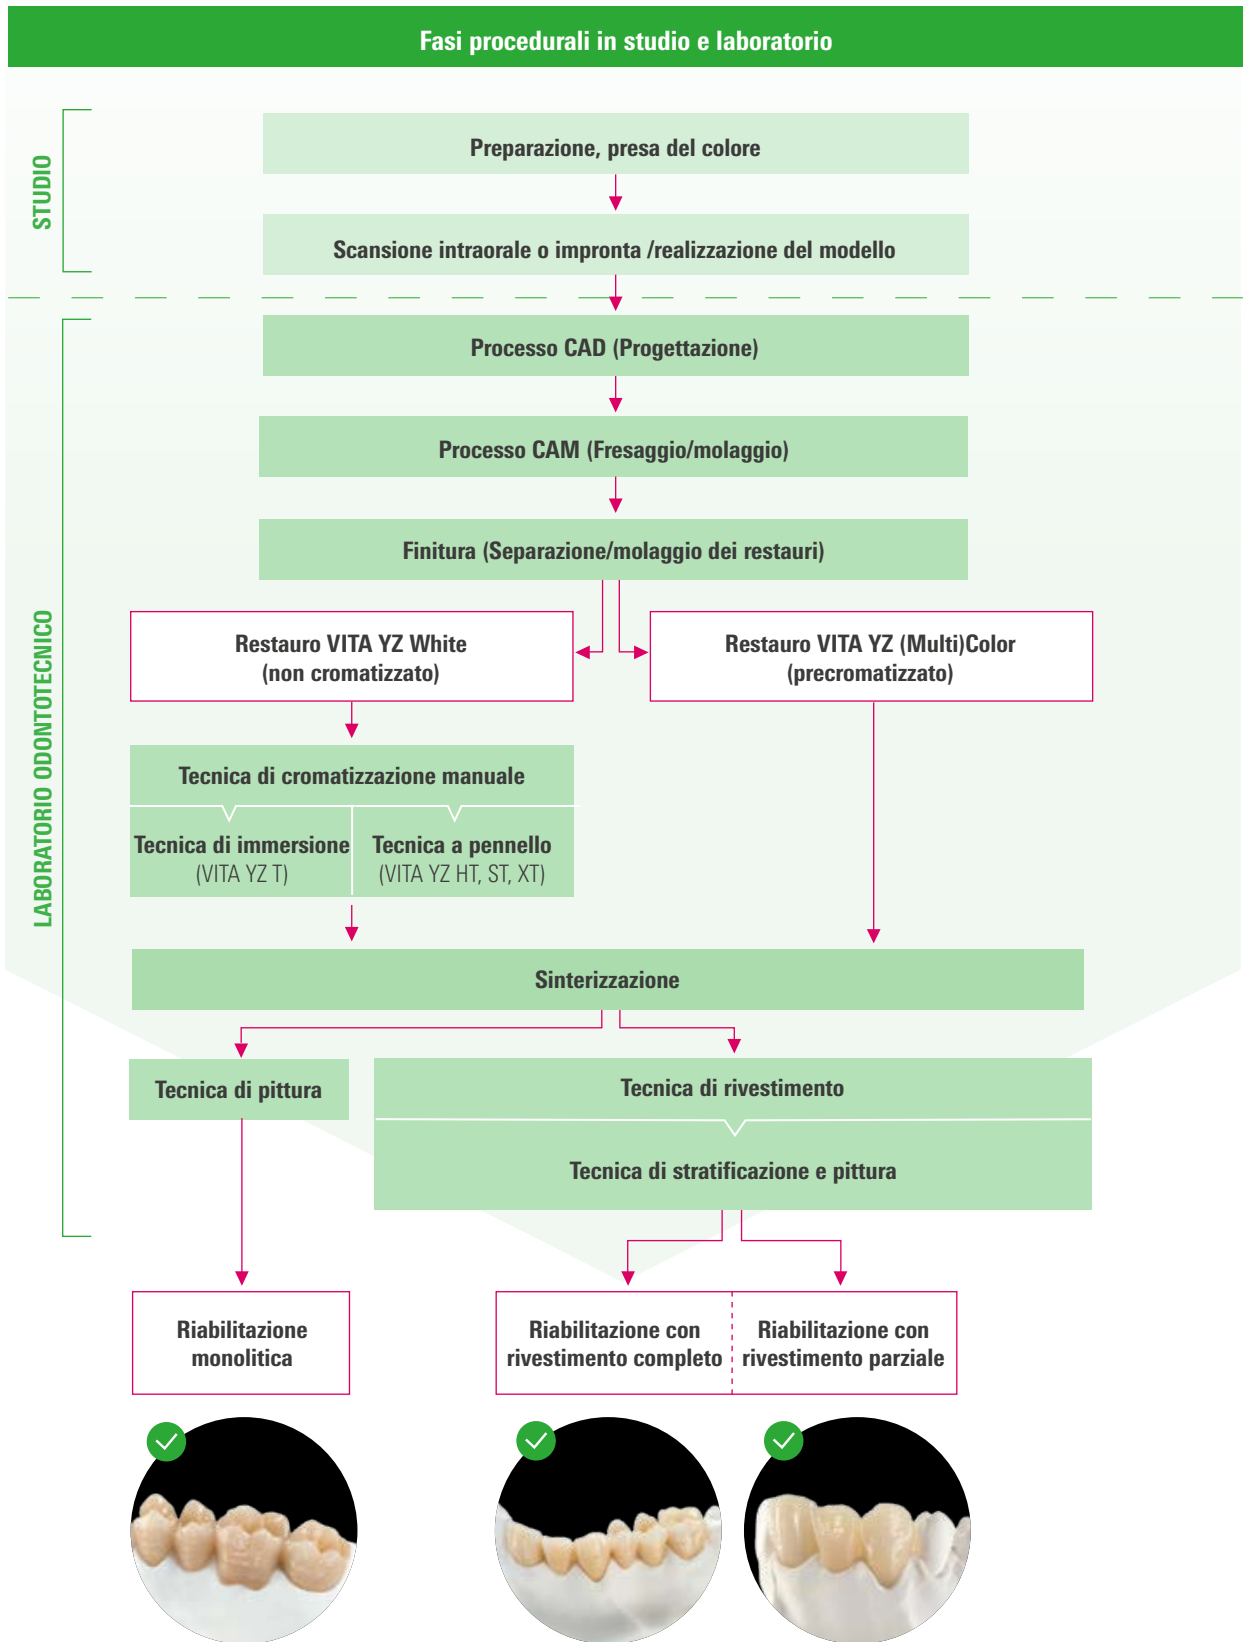 Fasi procedurali in studio e laboratorio
STUDIO
Preparazione, presa del colore
Scansione intraorale o impronta /realizzazione del modello
LABORATORIO ODONTOTECNICO
Processo CAD (Progettazione)
Processo CAM (Fresaggio/molaggio)
Finitura (Separazione/molaggio dei restauri)
Restauro VITA YZ White
(non cromatizzato)
Restauro VITA YZ (Multi)Color
(precromatizzato)
Tecnica di cromatizzazione manuale
Tecnica di immersione
(VITA YZ T)
Tecnica a pennello
(VITA YZ HT, ST, XT)
Sinterizzazione
Tecnica di pittura
Tecnica di rivestimento
Tecnica di stratificazione e pittura
Riabilitazione
monolitica
Riabilitazione con
rivestimento completo
Riabilitazione con
rivestimento parziale